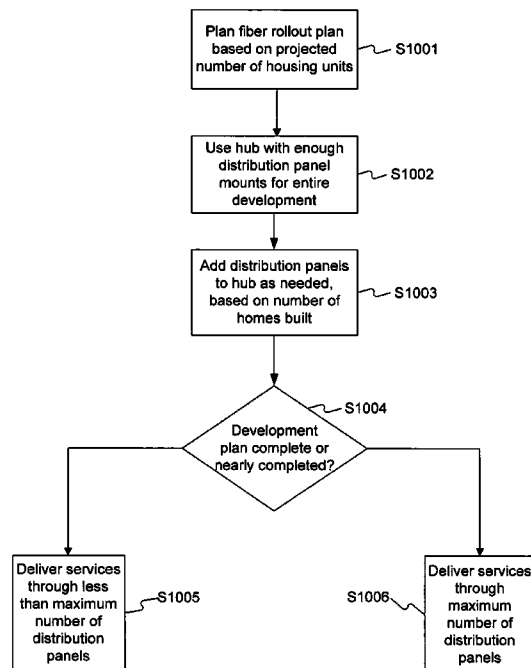 Plan fiber rollout plan
based on projected
number of housing units
S1001
Use hub with enough
distribution panel
mounts for entire
development
S1002
Add distribution panels
to hub as needed,
based on number of
homes built
S1003
S1004
Development
plan complete or
nearly completed?
Deliver services
through less
than maximum
number of
distribution
panels
S1005
S1006
Deliver services
through
maximum
number of
distribution
panels